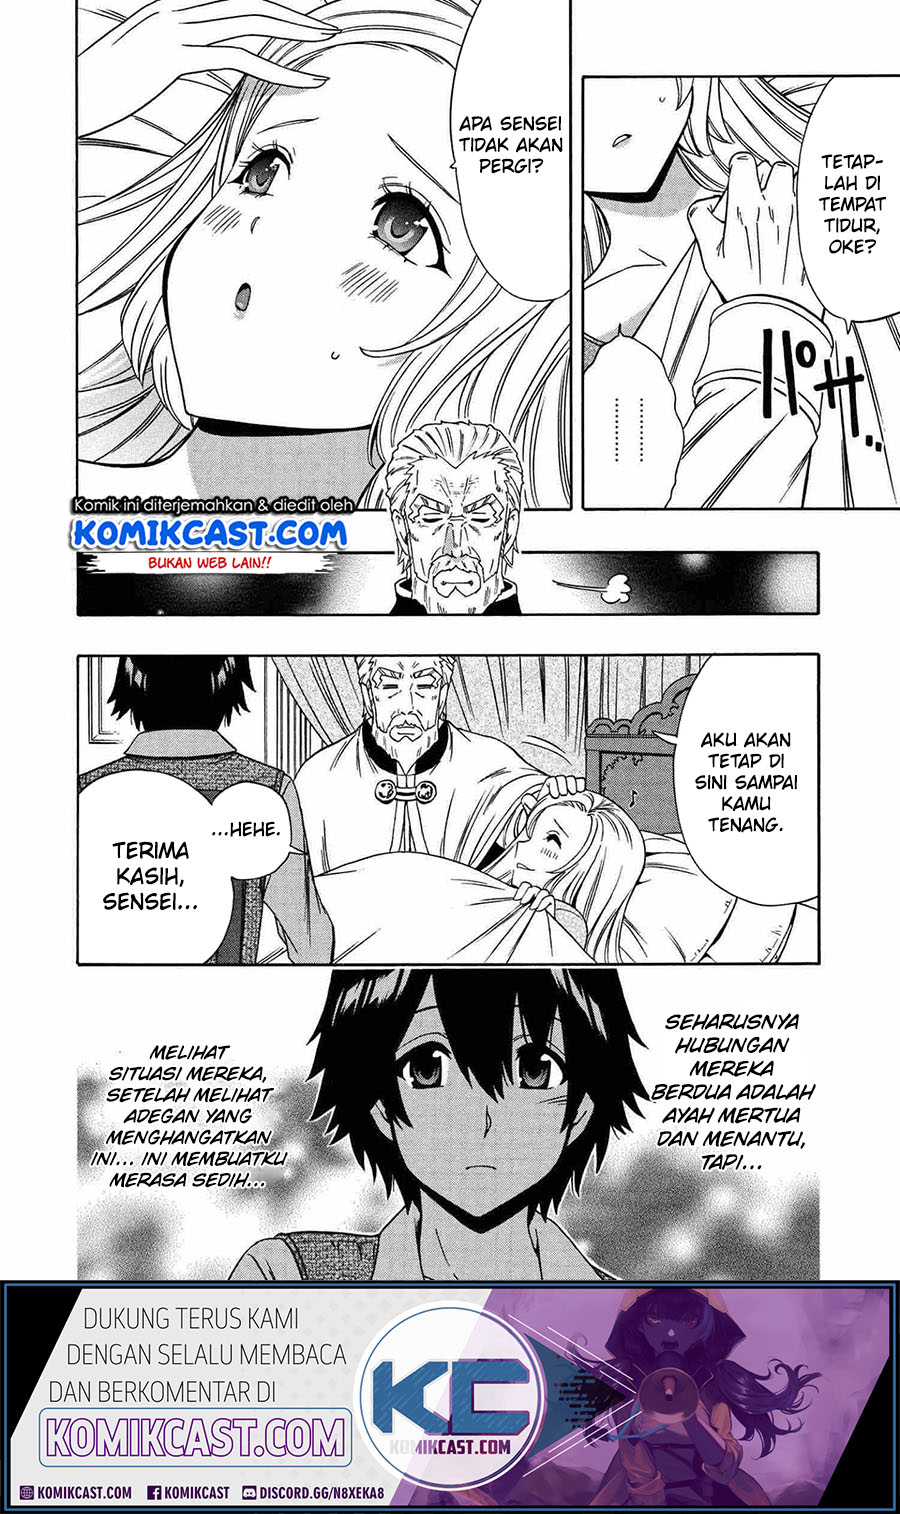 TETAP-
LAH DI
TEMPAT
TIDUR,
OKE?
パサ..
.......
APA SENSEI
TIDAK AKAN
PERGI?
Komik ini diterjemahkan & diedit oleh
KOMIKCAST.COM
BUKAN WEB LAIN!!
AKU AKAN
TETAP DI
SINI SAMPAI
KAMU
TENANG.
...HEHE.
TERIMA
KASIH,
SENSEI...
SEHARUSNYA
HUBUNGAN
MEREKA
BERDUA ADALAH
AYAH MERTUA
DAN MENANTU,
TAPI...
MELIHAT
SITUASI MEREKA,
SETELAH MELIHAT
ADEGAN YANG
MENGHANGATKAN
INI... INI MEMBUATKU
MERASA SEDIH...
DUKUNG TERUS KAMI
DENGAN SELALU MEMBACA
DAN BERKOMENTAR DI
KOMIKCAST.COM
KC
KOMIKCAST.COM
KOMIKCAST.COM KOMIKCAST DISCORD.GG/N8XEKA8